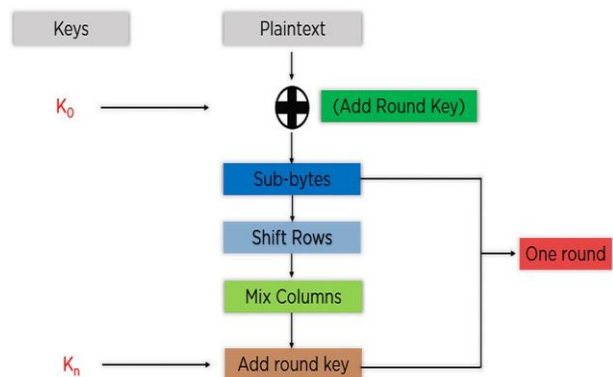 Keys
Plaintext
K0
(Add Round Key)
Sub-bytes
Shift Rows
One round
Mix Columns
Kn
Add round key